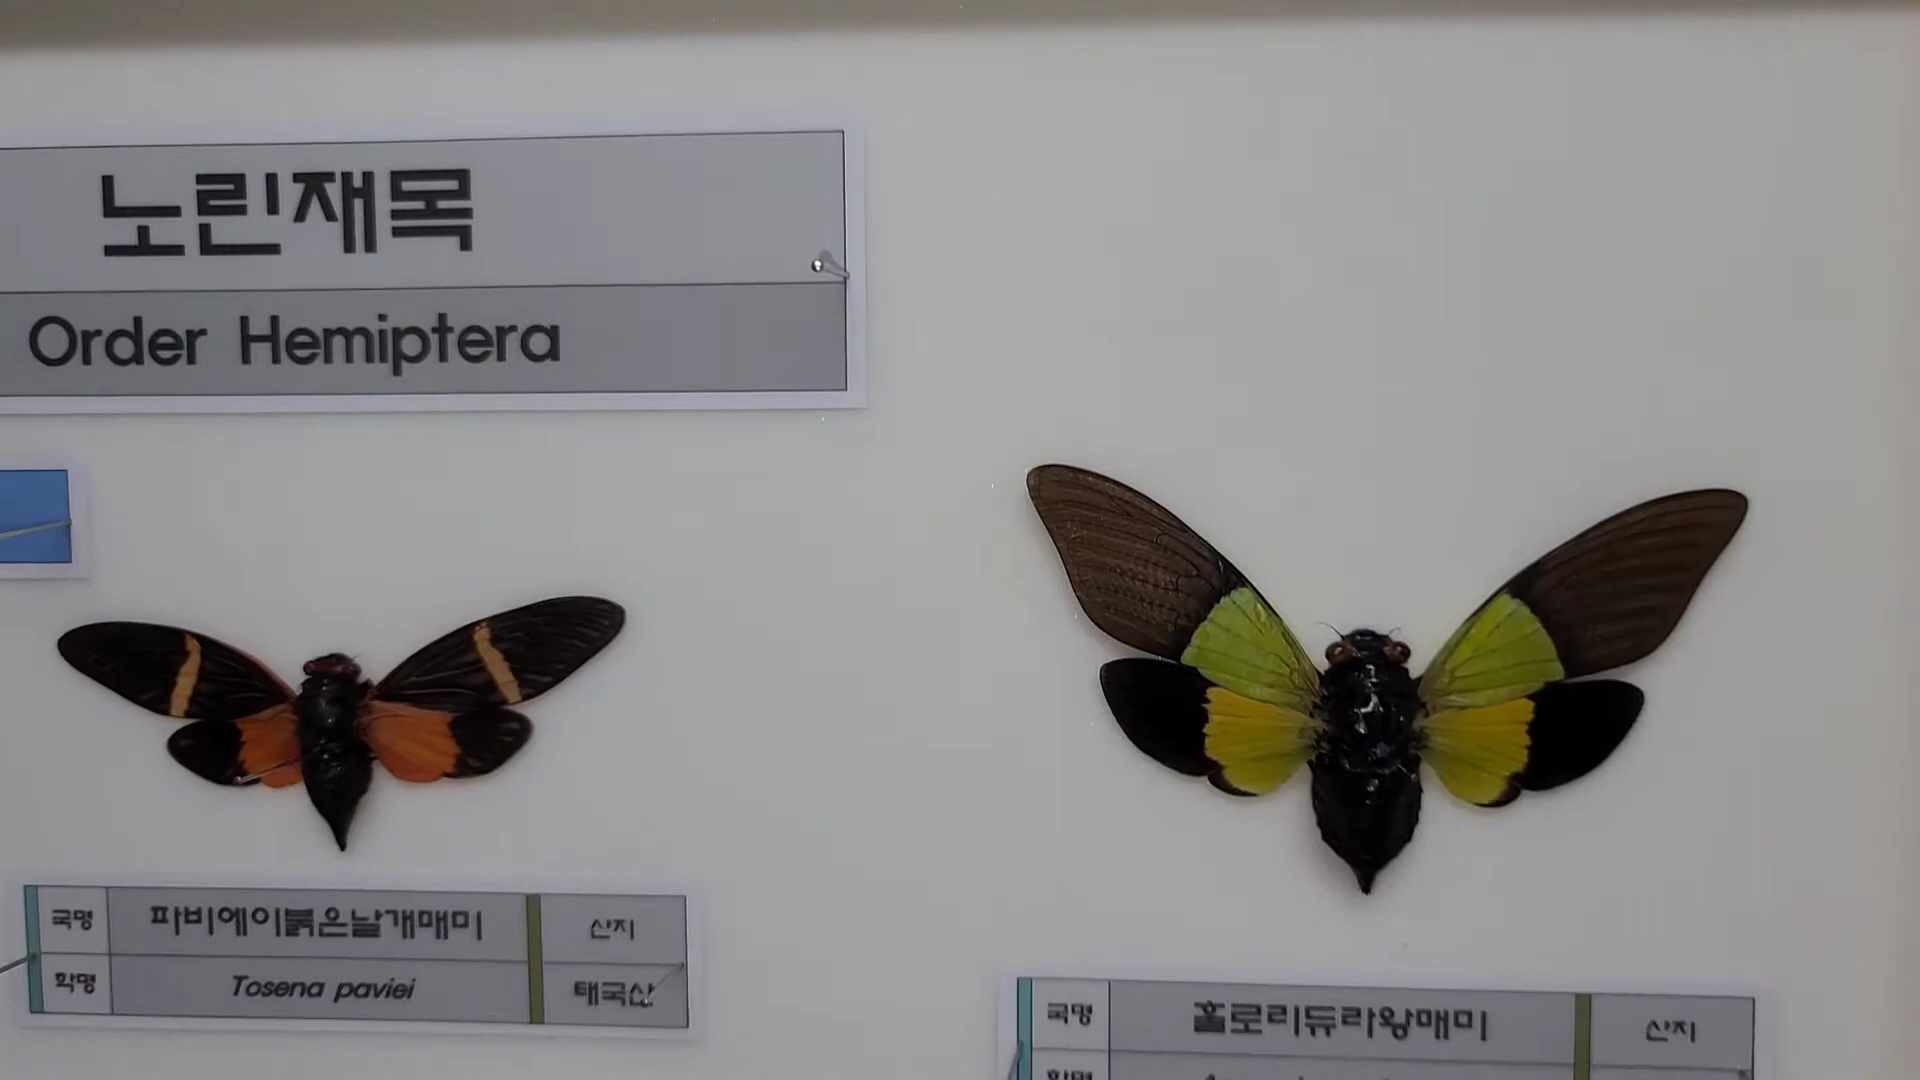 노린재목
Order Hemiptera
국명 파비에이붉은날개매미 산지
학명 Tosena paviei 태국산
국명 홀로리듀라왕매미 산지
학명